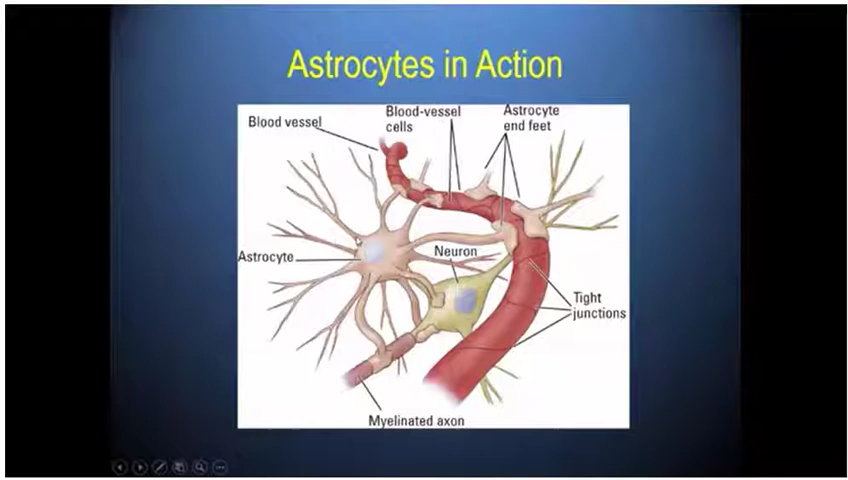 Astrocytes in Action
Blood vessel
Blood-vessel
cells
Astrocyte
end feet
Astrocyte
Neuron
Tight
junctions
Myelinated axon